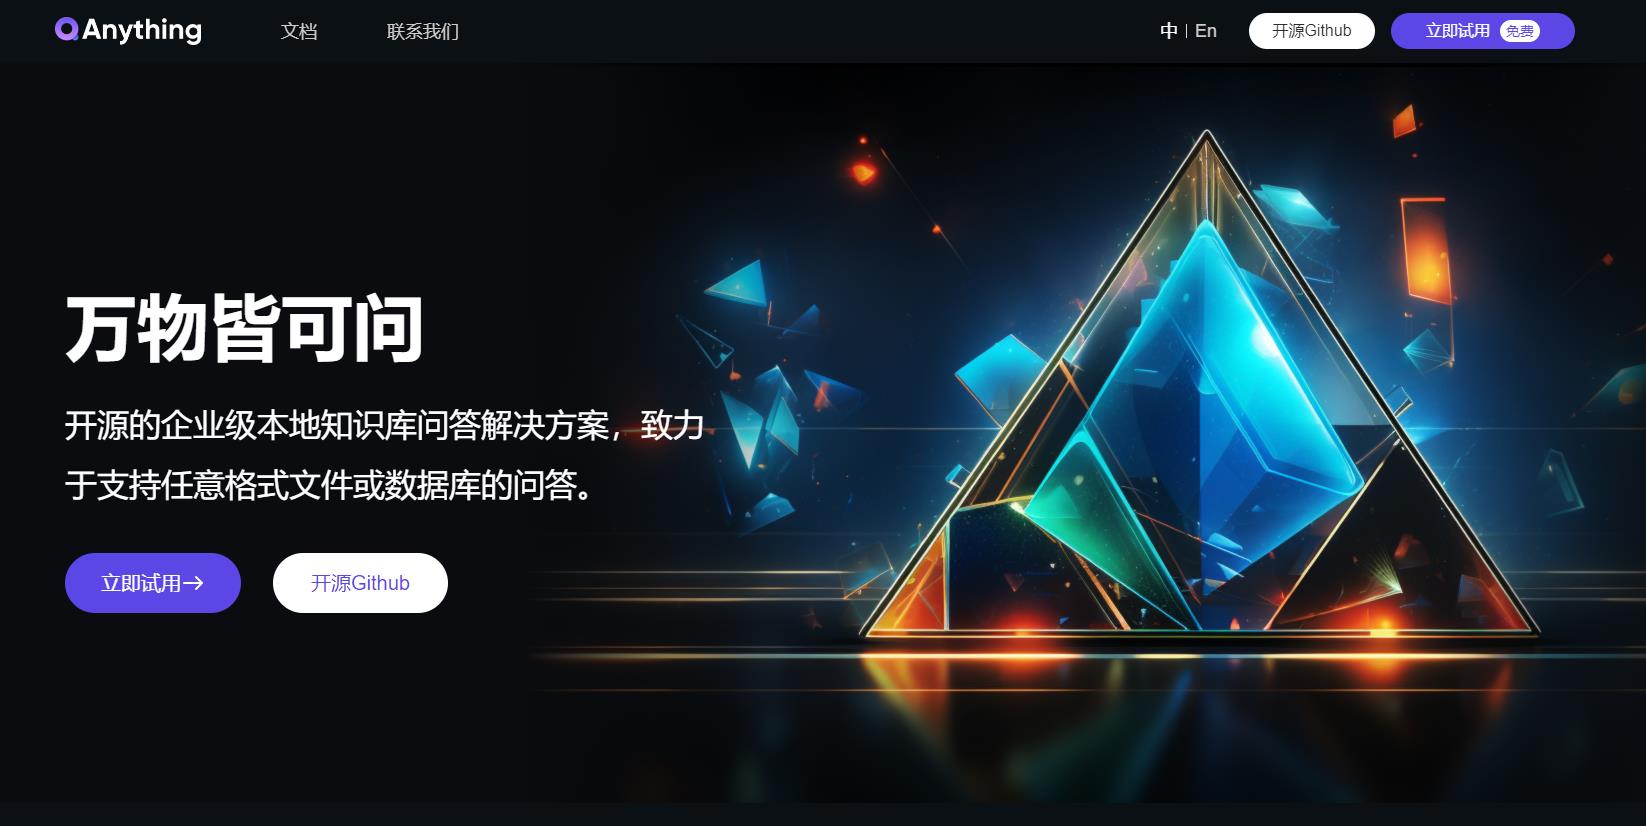 QAnything
文档
联系我们
中 | En
开源Github
立即试用 免费
万物皆可问
开源的企业级本地知识库问答解决方案，致力
于支持任意格式文件或数据库的问答。
立即试用→
开源Github